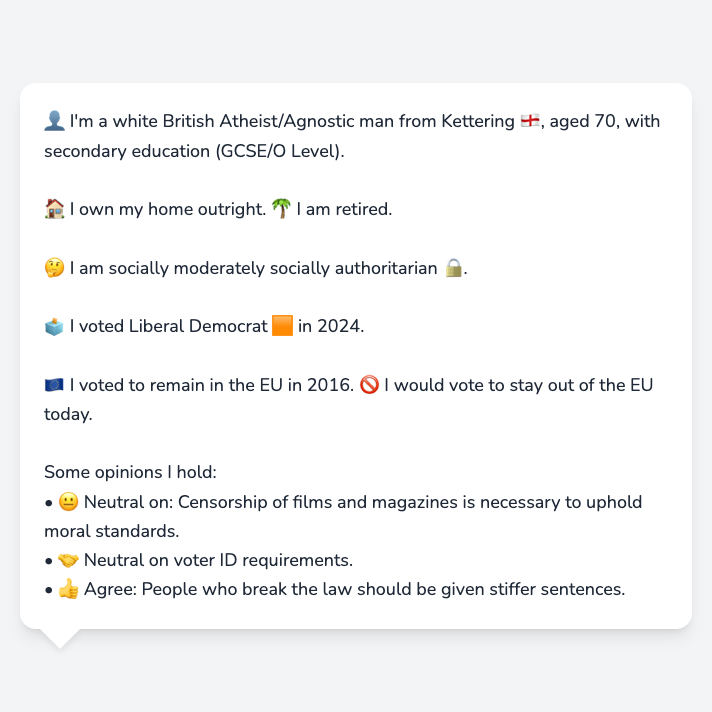 👤 I'm a white British Atheist/Agnostic man from Kettering 🏴󠁧󠁢󠁥󠁮󠁧󠁿, aged 70, with
secondary education (GCSE/O Level).
🏠 I own my home outright. 🌴 I am retired.
🤔 I am socially moderately socially authoritarian 🔒.
🗳️ I voted Liberal Democrat 🟧 in 2024.
🇪🇺 I voted to remain in the EU in 2016. 🚫 I would vote to stay out of the EU
today.
Some opinions I hold:
• 😐 Neutral on: Censorship of films and magazines is necessary to uphold
moral standards.
• 🤝 Neutral on voter ID requirements.
• 👍 Agree: People who break the law should be given stiffer sentences.